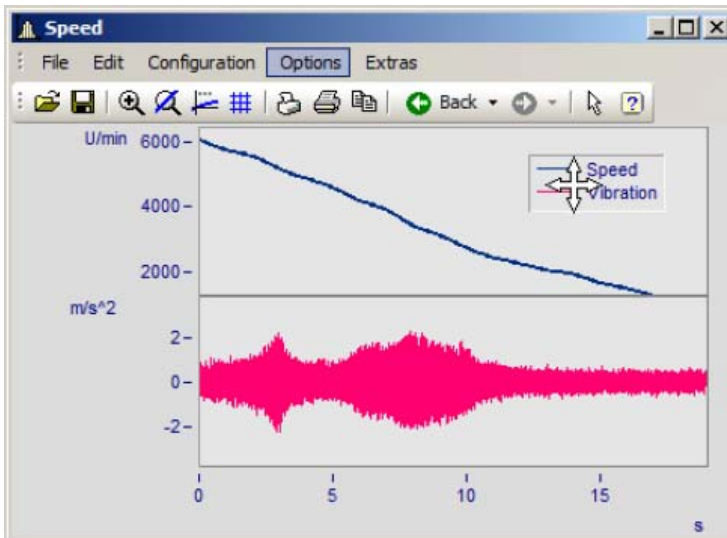 Speed
File Edit Configuration Options Extras
Back
U/min
6000
4000
2000
Speed
Vibration
m/s^2
2
0
-2
0 5 10 15
s